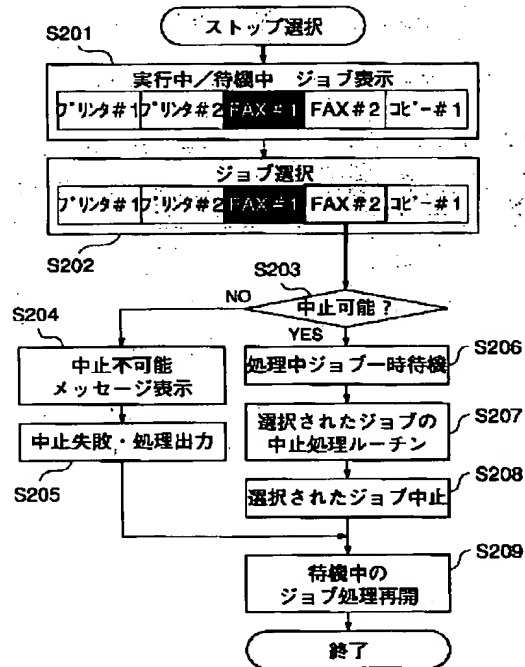 ストップ選択
S201
実行中/待機中 ジョブ表示
プリンタ#1 プリンタ#2 FAX#1 FAX#2 コピー#1
ジョブ選択
プリンタ#1 プリンタ#2 FAX#1 FAX#2 コピー#1
S202
S203
中止可能?
NO
YES
S204
中止不可能
メッセージ表示
中止失敗・処理出力
S205
処理中ジョブ一時待機
S206
選択されたジョブの
中止処理ルーチン
S207
選択されたジョブ中止
S208
待機中の
ジョブ処理再開
S209
終了